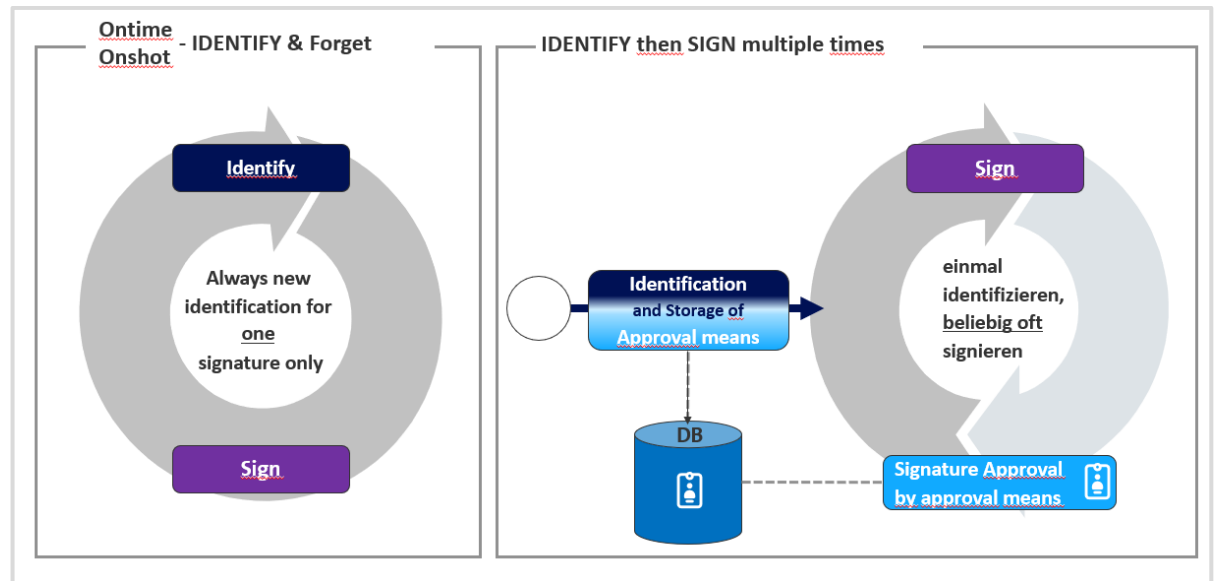 Ontime
Onshot
- IDENTIFY & Forget
Identify
Always new
identification for
one
signature only
Sign
IDENTIFY then SIGN multiple times
Identification
and Storage of
Approval means
DB
Sign
einmal
identifizieren,
beliebig oft
signieren
Signature Approval
by approval means